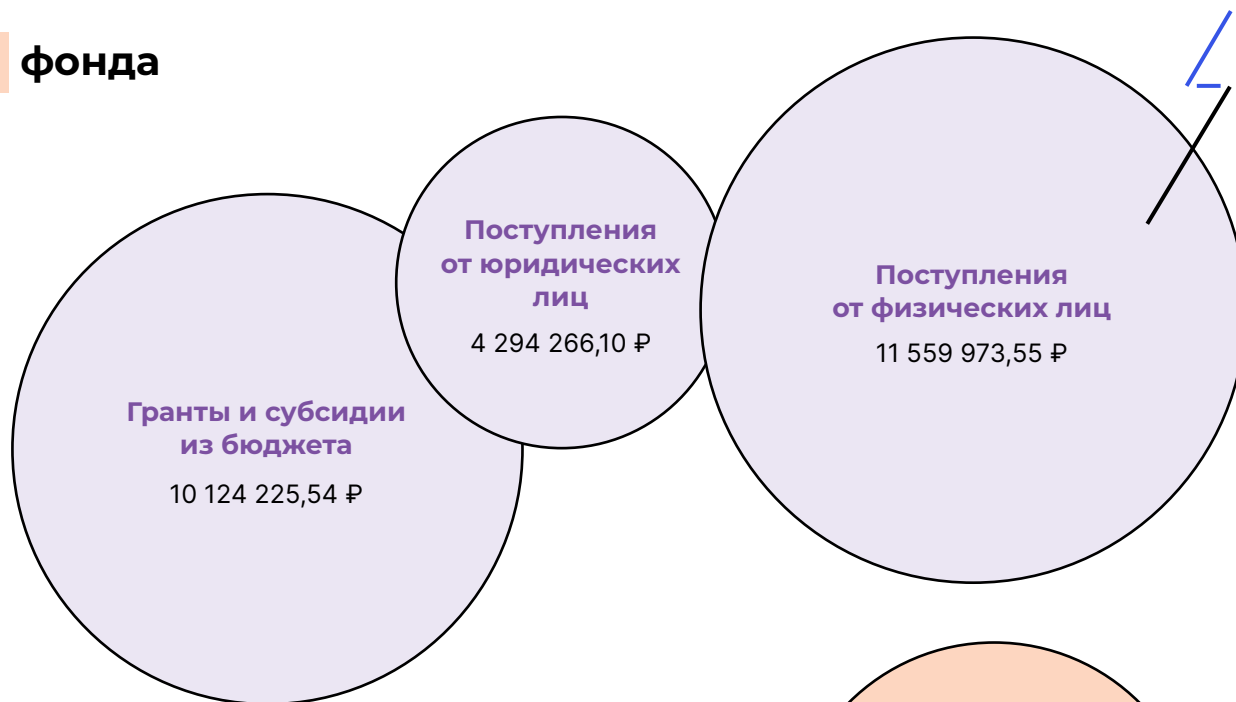 фонда
Поступления
от юридических
лиц
4 294 266,10 ₽
Поступления
от физических лиц
11 559 973,55 ₽
Гранты и субсидии
из бюджета
10 124 225,54 ₽